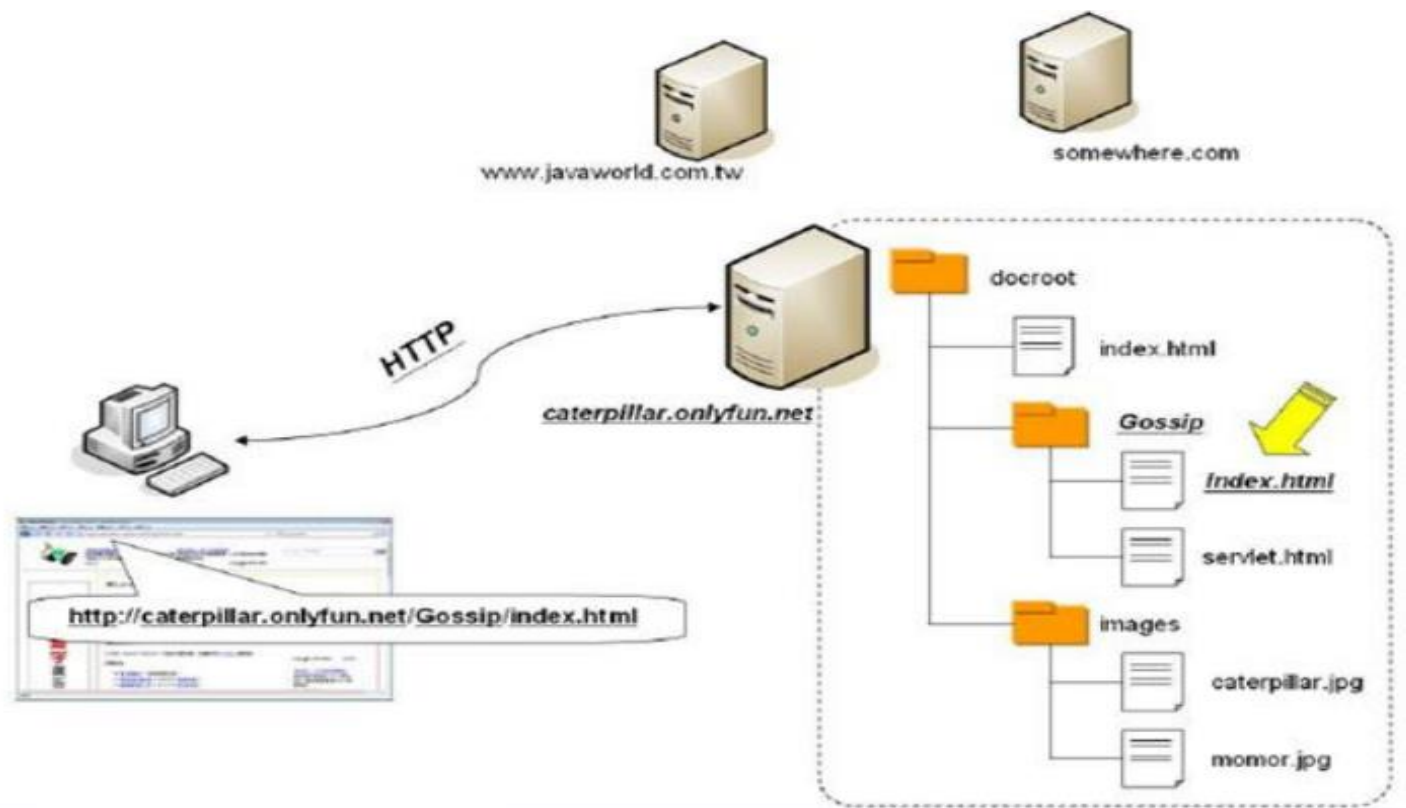 www.javaworld.com.tw
somewhere.com
HTTP
caterpillar.onlyfun.net
docroot
index.html
Gossip
index.html
servlet.html
images
caterpillar.jpg
momor.jpg
http://caterpillar.onlyfun.net/Gossip/index.html